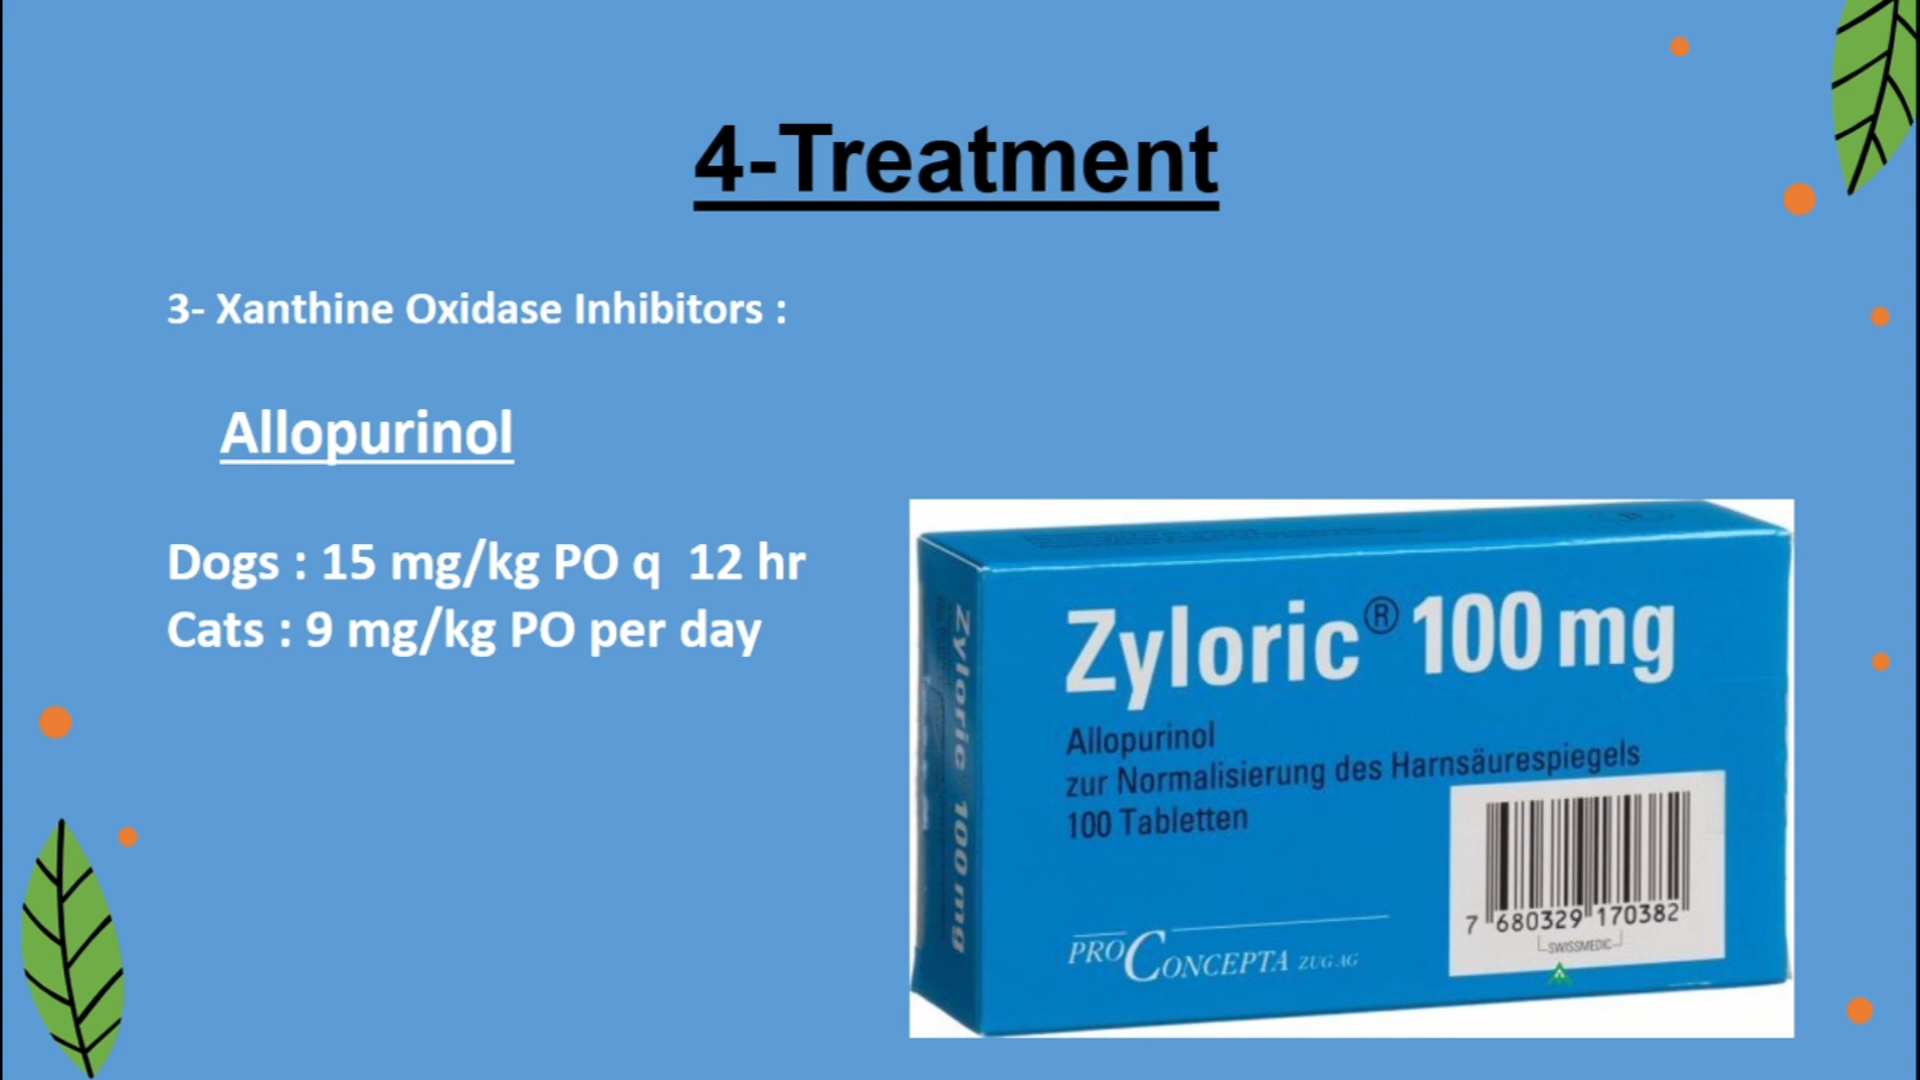 4-Treatment
3- Xanthine Oxidase Inhibitors :
Allopurinol
Dogs : 15 mg/kg PO q 12 hr
Cats : 9 mg/kg PO per day
Zyloric® 100 mg
Allopurinol
zur Normalisierung des Harnsäurespiegels
100 Tabletten
PRO CONCEPTA ZUG AG
7 680329 170382
SWISSMEDIC
Zyloric 100 mg